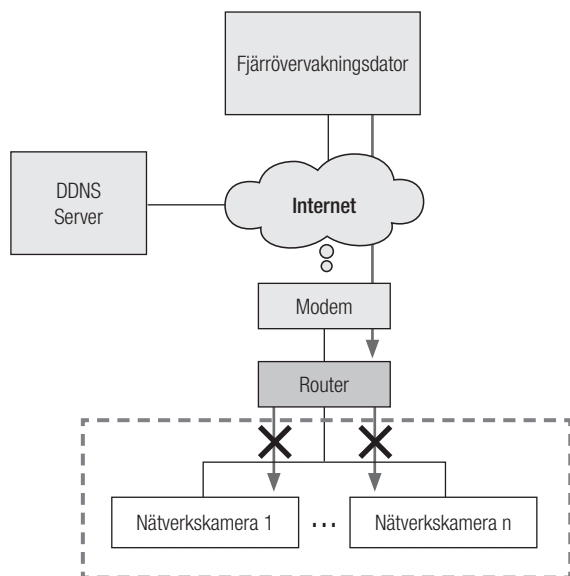 Fjärrövervakningsdator
DDNS
Server
Internet
Modem
Router
Nätverkskamera 1
...
Nätverkskamera n